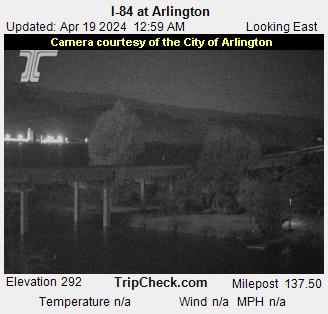 I-84 at Arlington
Updated: Apr 19 2024 12:59 AM Looking East
Camera courtesy of the City of Arlington
Elevation 292 TripCheck.com Milepost 137.50
Temperature n/a Wind n/a MPH n/a